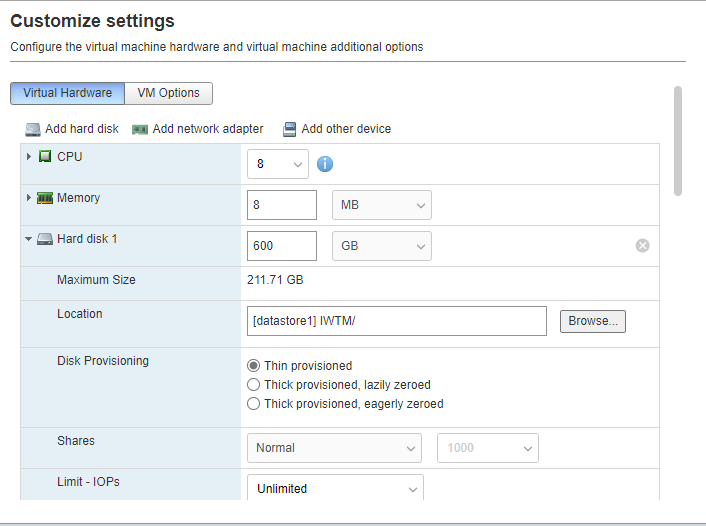 Customize settings
Configure the virtual machine hardware and virtual machine additional options
Virtual Hardware VM Options
Add hard disk Add network adapter Add other device
CPU 8
Memory 8 MB
Hard disk 1 600 GB
Maximum Size 211.71 GB
Location [datastore1] IWTM/ Browse...
Disk Provisioning Thin provisioned
Thick provisioned, lazily zeroed
Thick provisioned, eagerly zeroed
Shares Normal 1000
Limit - IOPs Unlimited